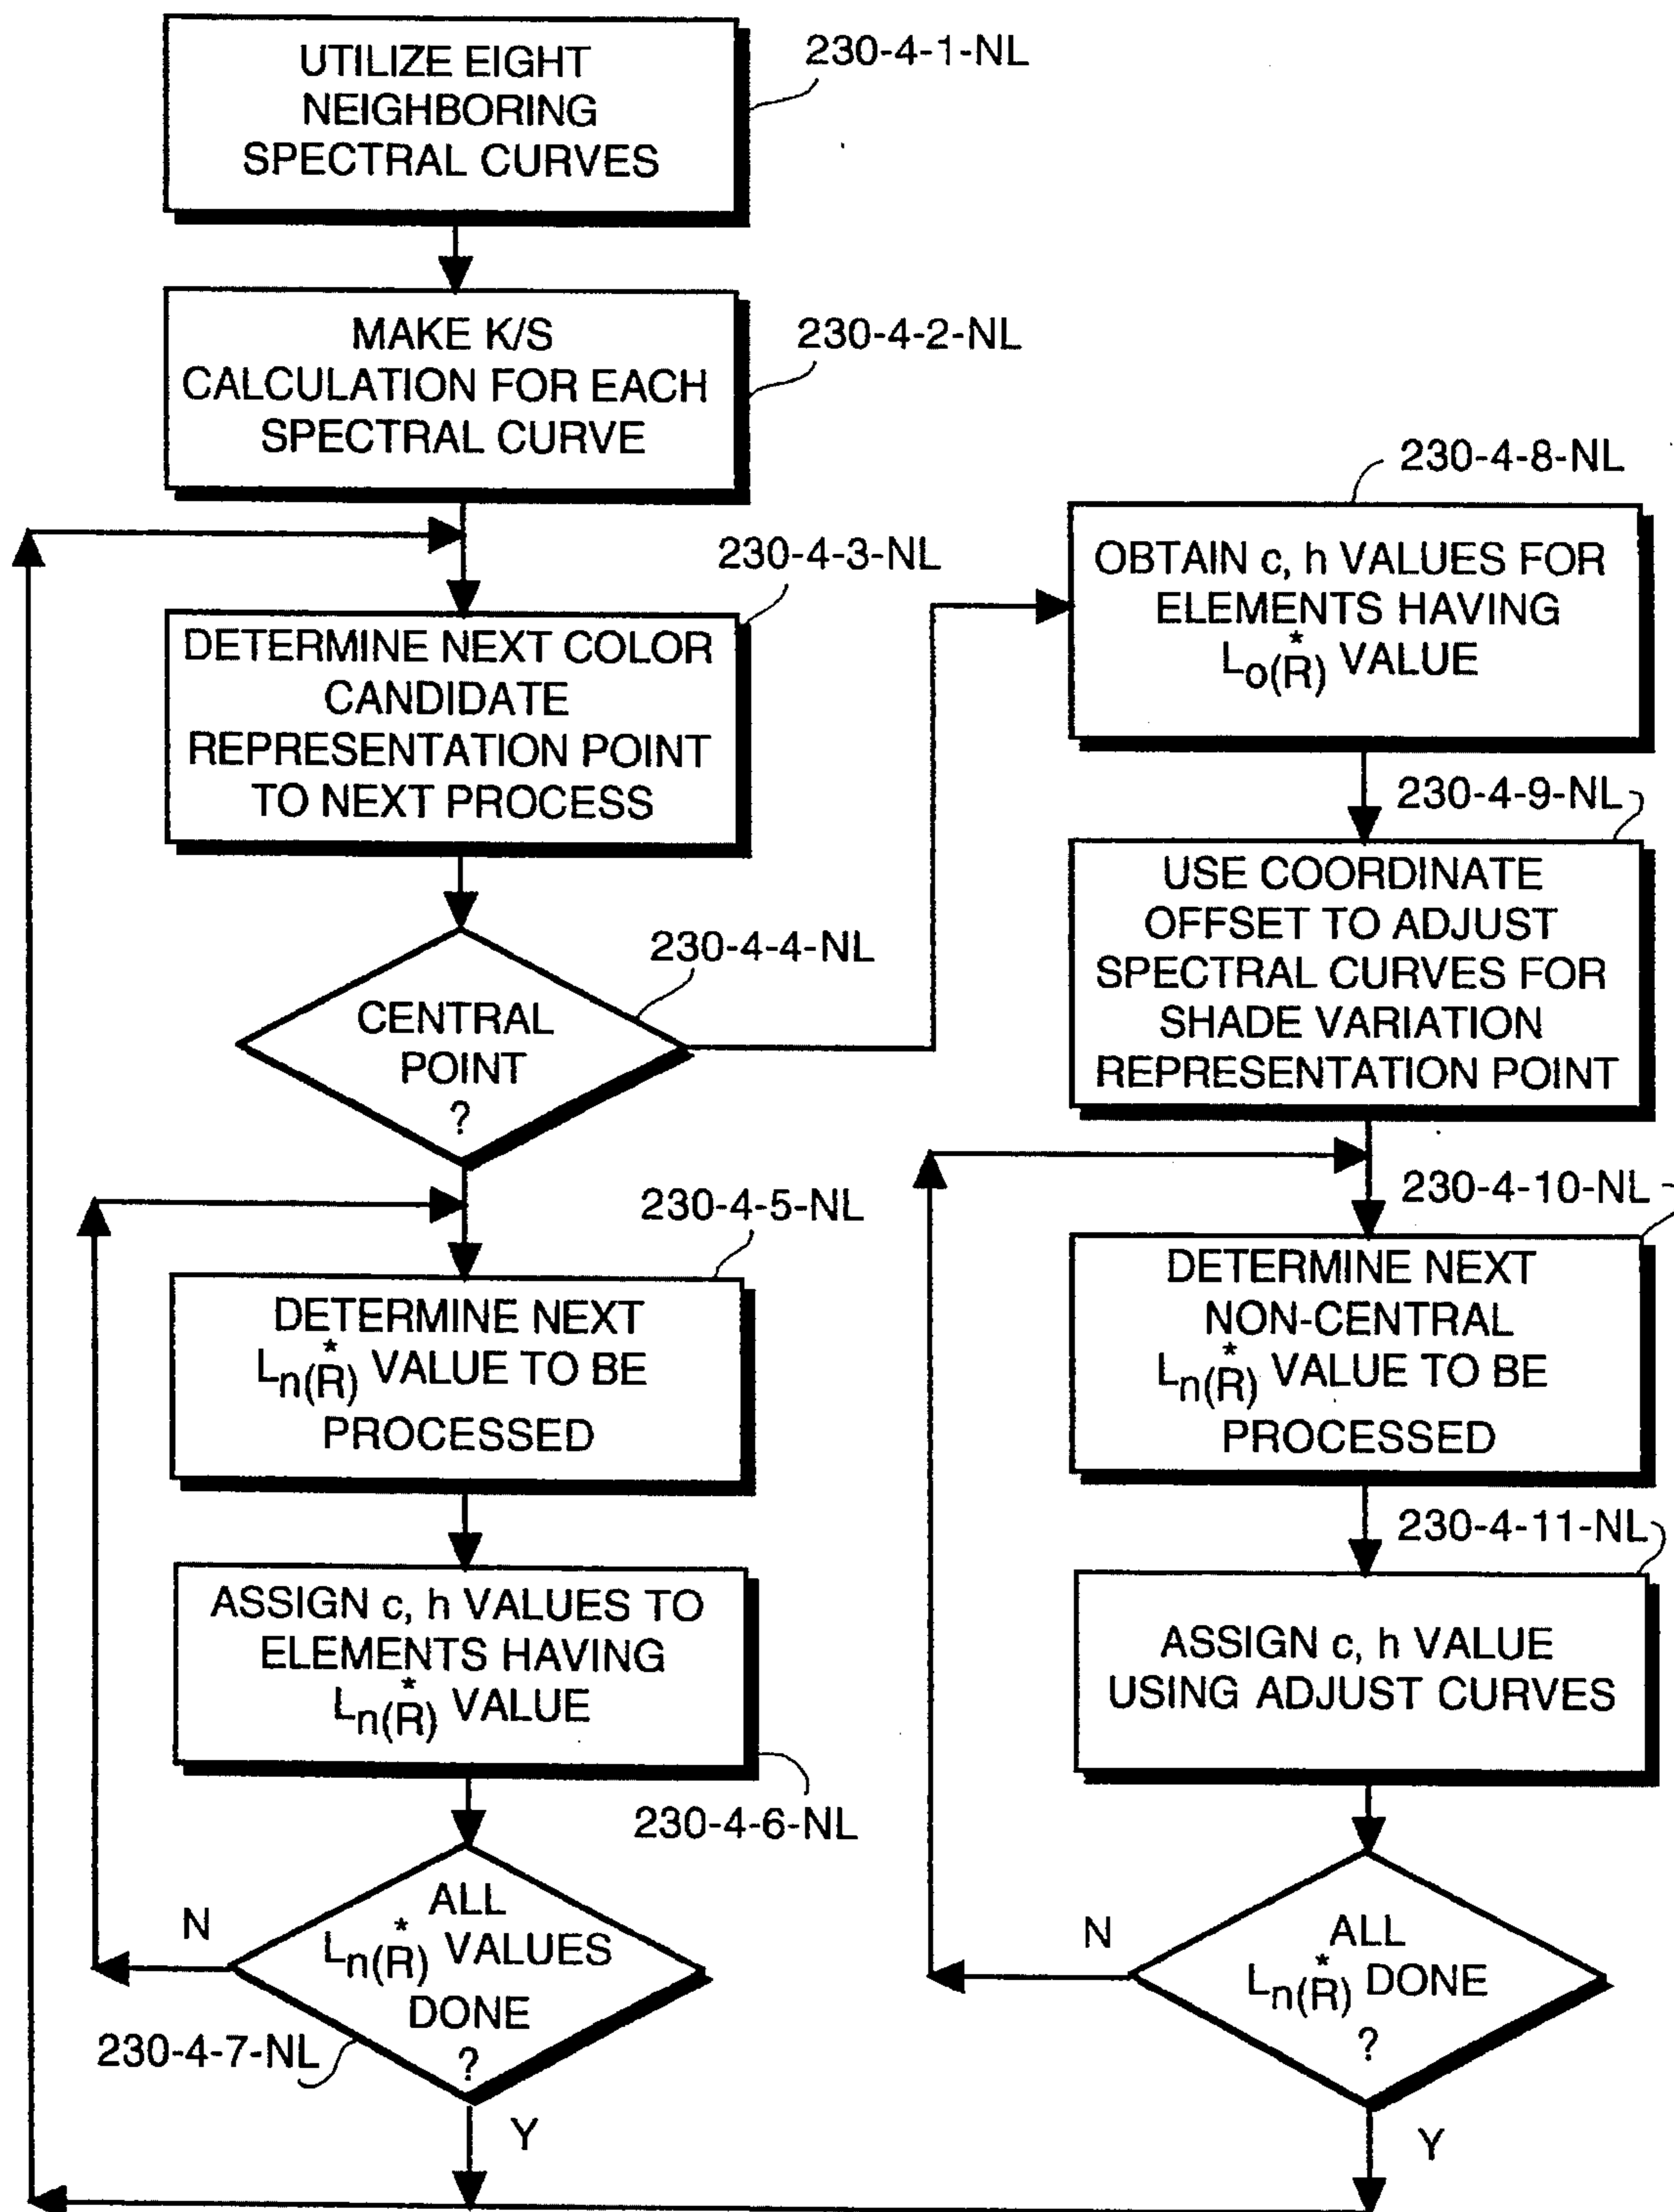 UTILIZE EIGHT
NEIGHBORING
SPECTRAL CURVES
230-4-1-NL
MAKE K/S
CALCULATION FOR EACH
SPECTRAL CURVE
230-4-2-NL
DETERMINE NEXT COLOR
CANDIDATE
REPRESENTATION POINT
TO NEXT PROCESS
230-4-3-NL
CENTRAL
POINT
?
230-4-4-NL
DETERMINE NEXT
Ln(R)* VALUE TO BE
PROCESSED
230-4-5-NL
ASSIGN c, h VALUES TO
ELEMENTS HAVING
Ln(R)* VALUE
230-4-6-NL
ALL
Ln(R)* VALUES
DONE
?
230-4-7-NL
N
Y
230-4-8-NL
OBTAIN c, h VALUES FOR
ELEMENTS HAVING
Lo(R)* VALUE
230-4-9-NL
USE COORDINATE
OFFSET TO ADJUST
SPECTRAL CURVES FOR
SHADE VARIATION
REPRESENTATION POINT
230-4-10-NL
DETERMINE NEXT
NON-CENTRAL
Ln(R)* VALUE TO BE
PROCESSED
230-4-11-NL
ASSIGN c, h VALUE
USING ADJUST CURVES
ALL
Ln(R)* DONE
?
N
Y